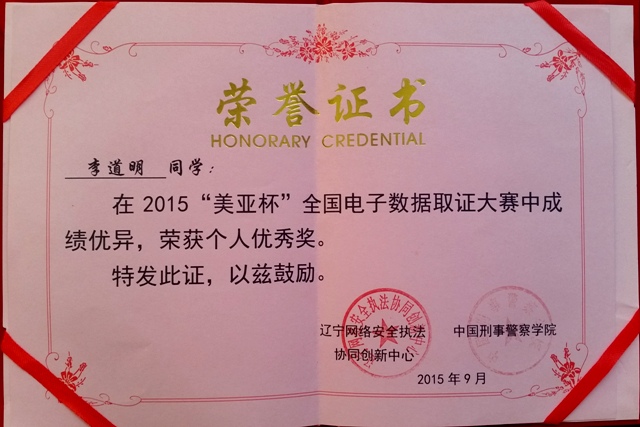 荣誉证书
HONORARY CREDENTIAL
李道明 同学：
在 2015 “美亚杯”全国电子数据取证大赛中成
绩优异，荣获个人优秀奖。
特发此证，以兹鼓励。
辽宁网络安全执法 中国刑事警察学院
协同创新中心
2015 年 9 月